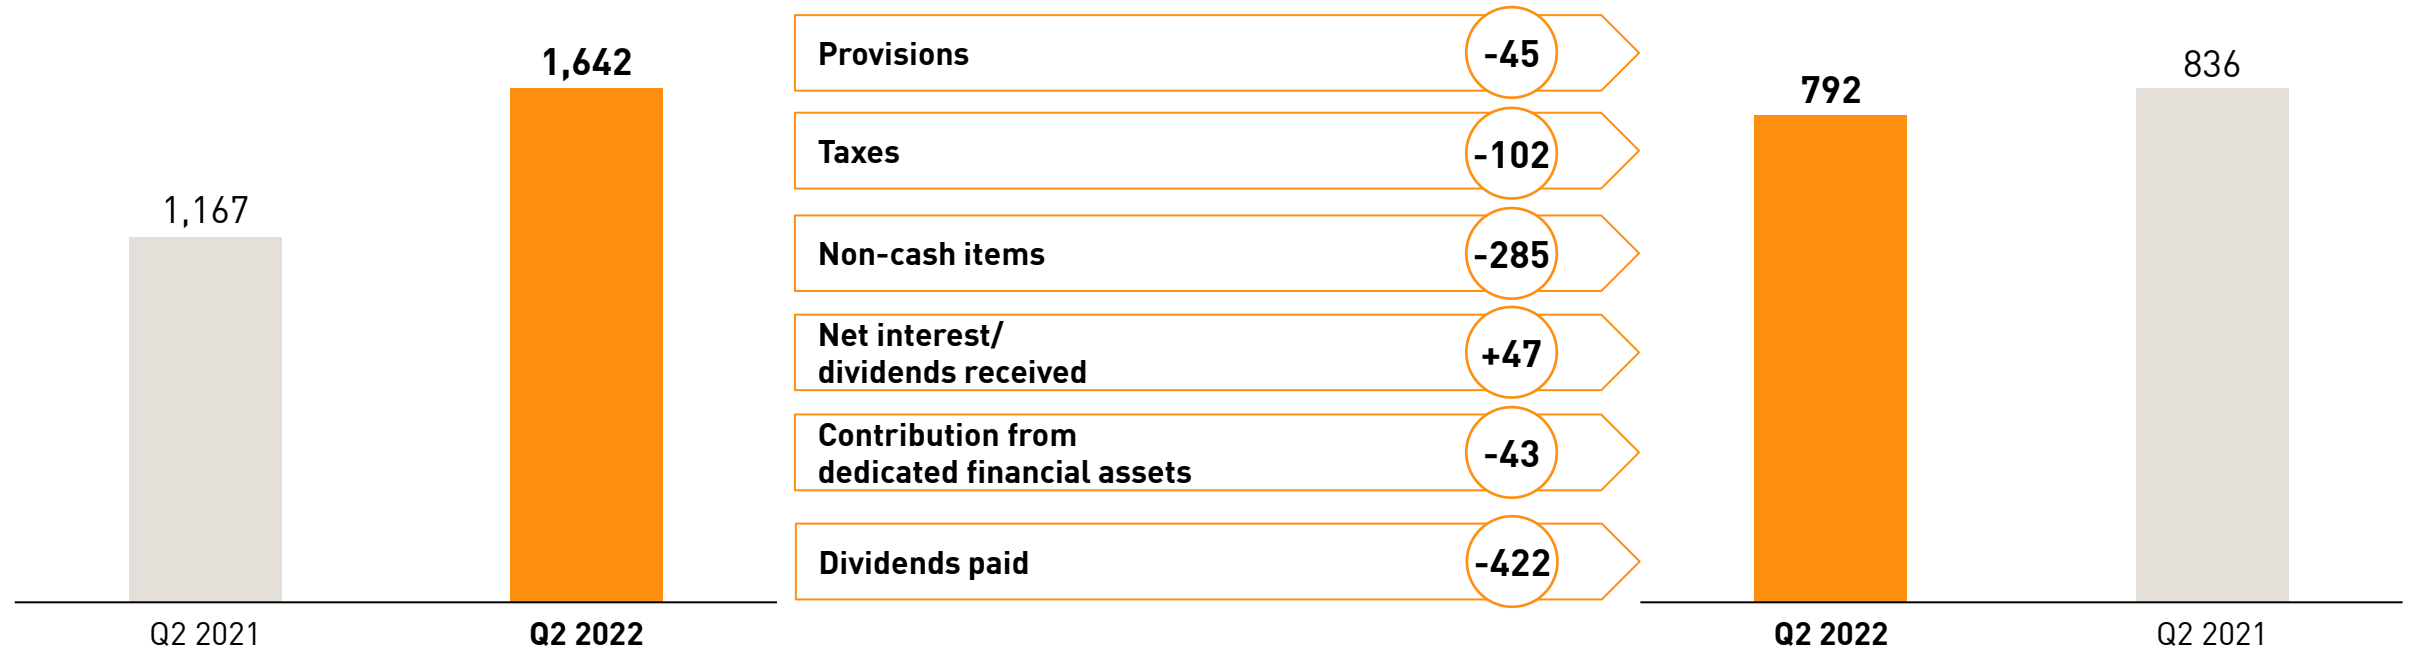 1,167
1,642
Q2 2021
Q2 2022
Provisions
-45
Taxes
-102
Non-cash items
-285
Net interest/
dividends received
+47
Contribution from
dedicated financial assets
-43
Dividends paid
-422
792
836
Q2 2022
Q2 2021